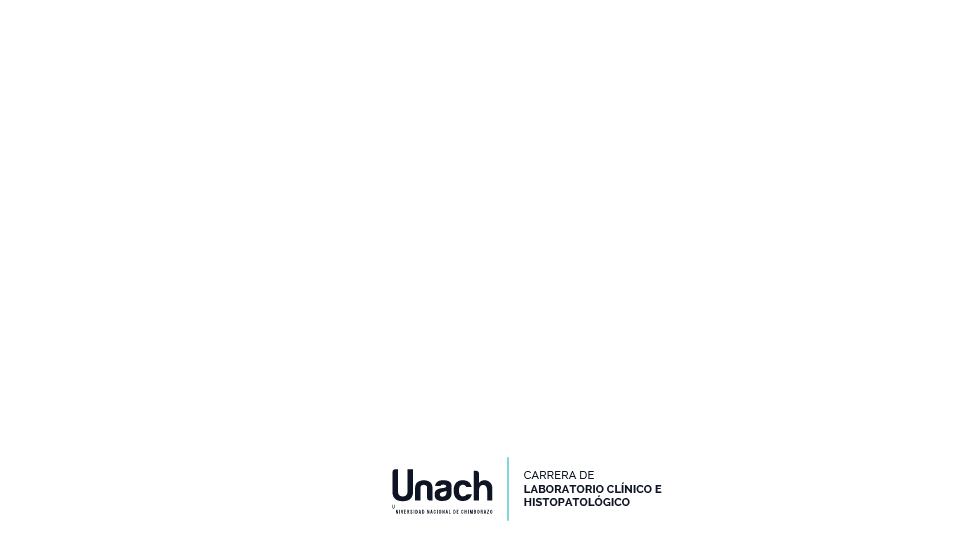 Unach
UNIVERSIDAD NACIONAL DE CHIMBORAZO
CARRERA DE
LABORATORIO CLÍNICO E
HISTOPATOLÓGICO